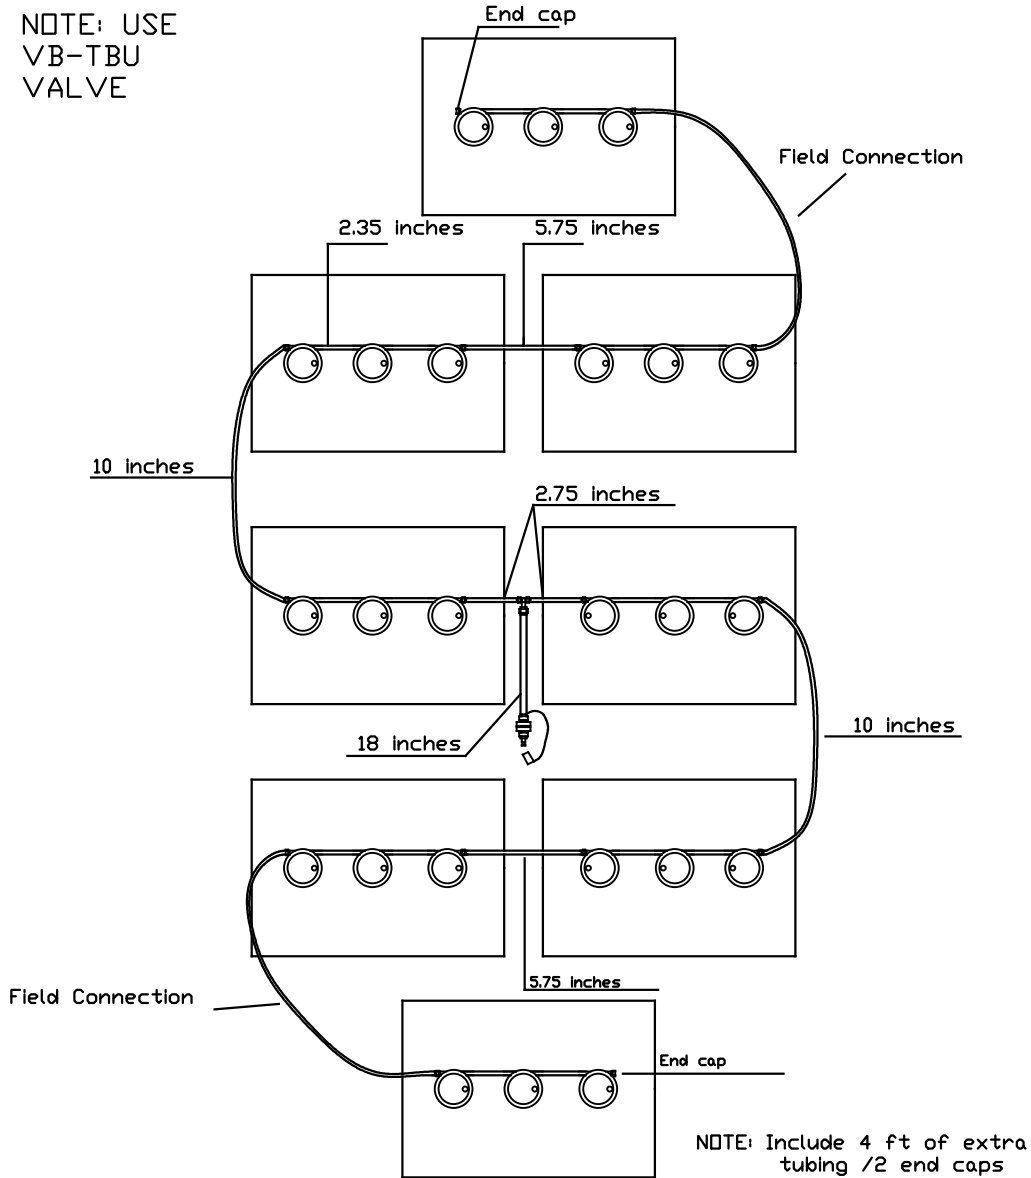 NOTE: USE
VB-TBU
VALVE
End cap
Field Connection
2.35 inches
5.75 inches
10 inches
2.75 inches
18 inches
10 inches
5.75 inches
Field Connection
End cap
NOTE: Include 4 ft of extra
tubing /2 end caps